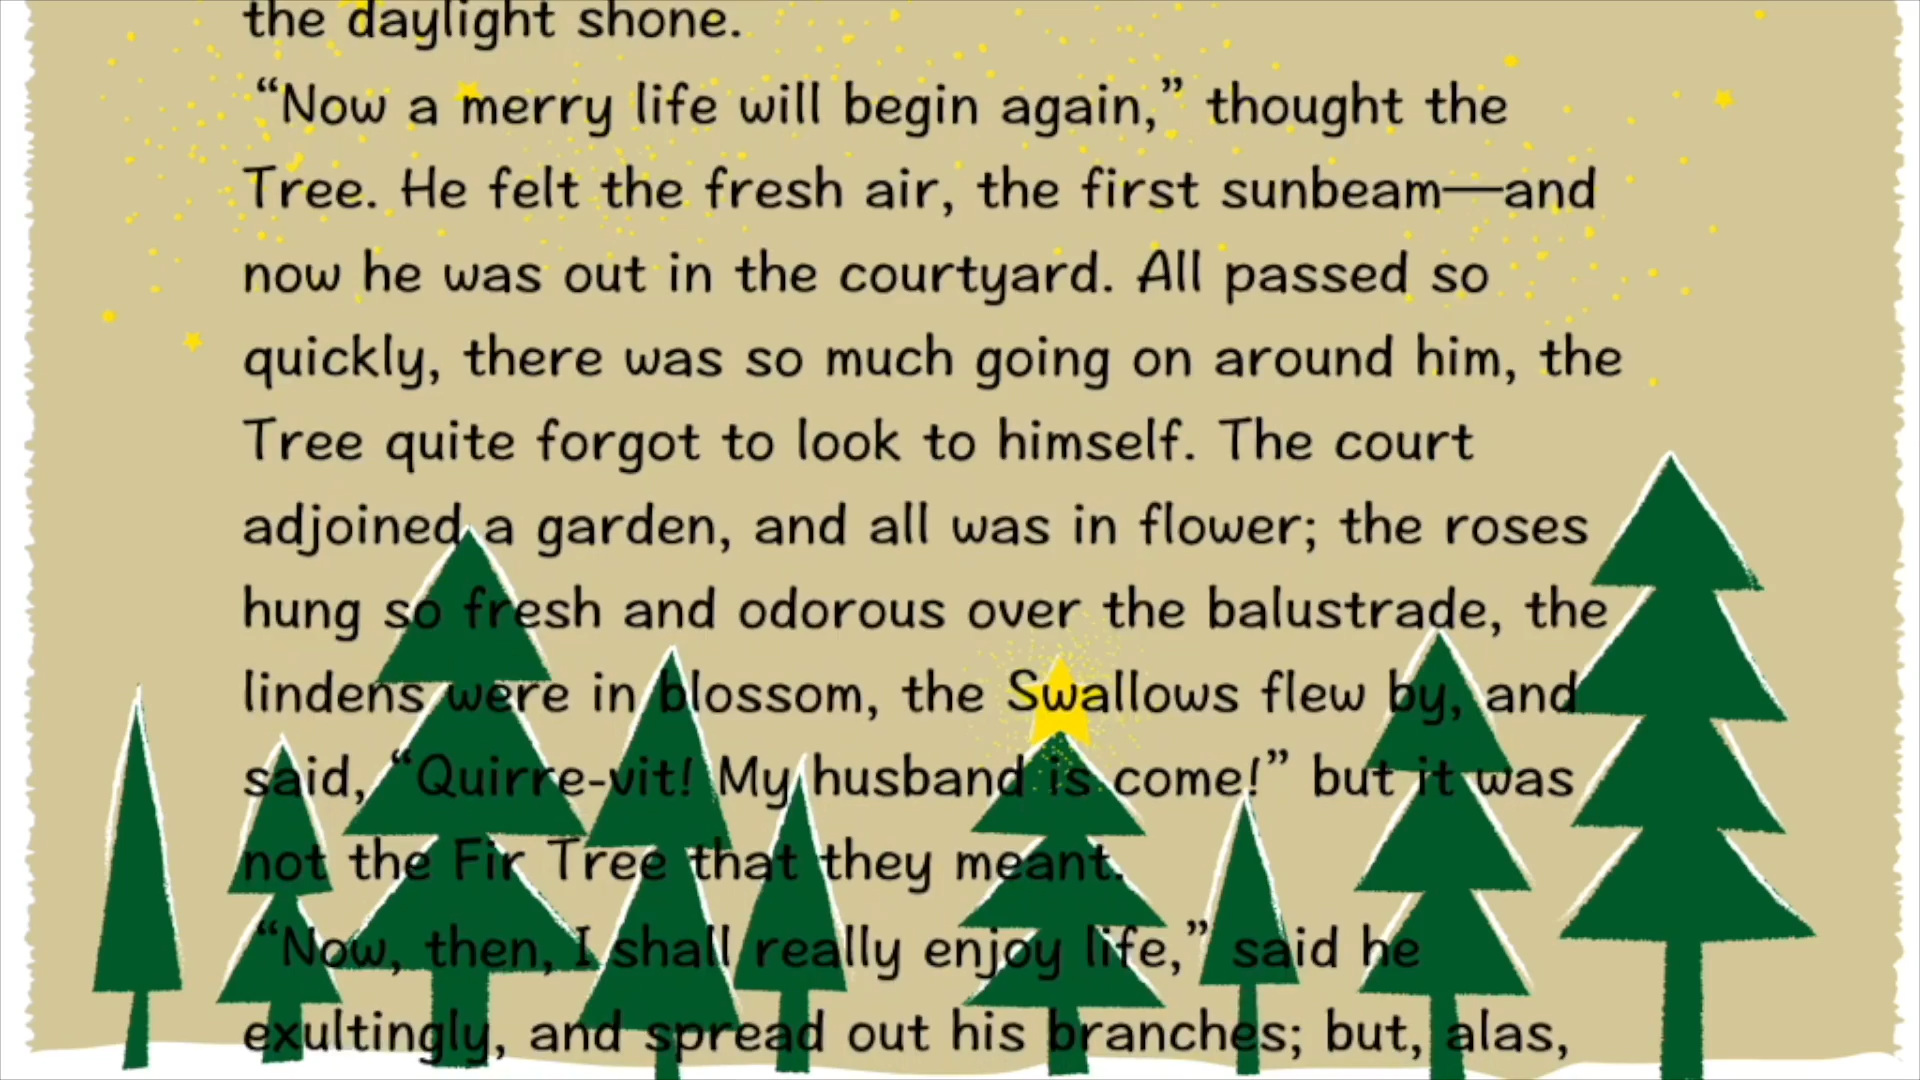 the daylight shone.
“Now a merry life will begin again,” thought the
Tree. He felt the fresh air, the first sunbeam—and
now he was out in the courtyard. All passed so
quickly, there was so much going on around him, the
Tree quite forgot to look to himself. The court
adjoined a garden, and all was in flower; the roses
hung so fresh and odorous over the balustrade, the
lindens were in blossom, the Swallows flew by, and
said, “Quirre-vit! My husband is come!” but it was
not the Fir Tree that they meant.
“Now, then, I shall really enjoy life,” said he
exultingly, and spread out his branches; but, alas,